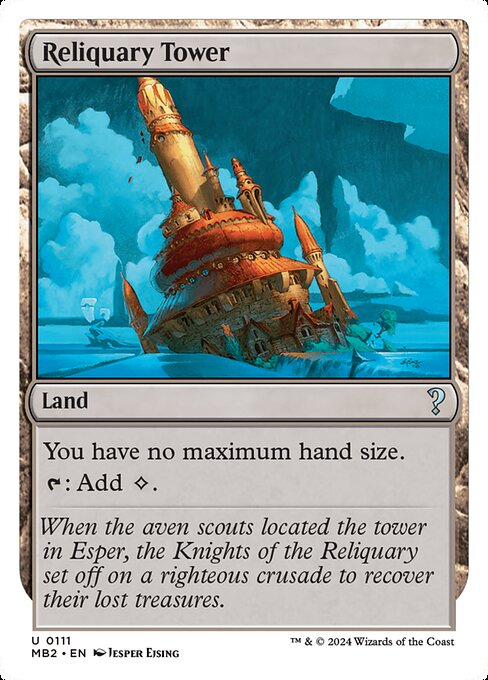 Reliquary Tower
Land
You have no maximum hand size.
: Add .
When the aven scouts located the tower
in Esper, the Knights of the Reliquary
set off on a righteous crusade to recover
their lost treasures.
U 0111
MB2 • EN Jesper Ejsing
™ & © 2024 Wizards of the Coast